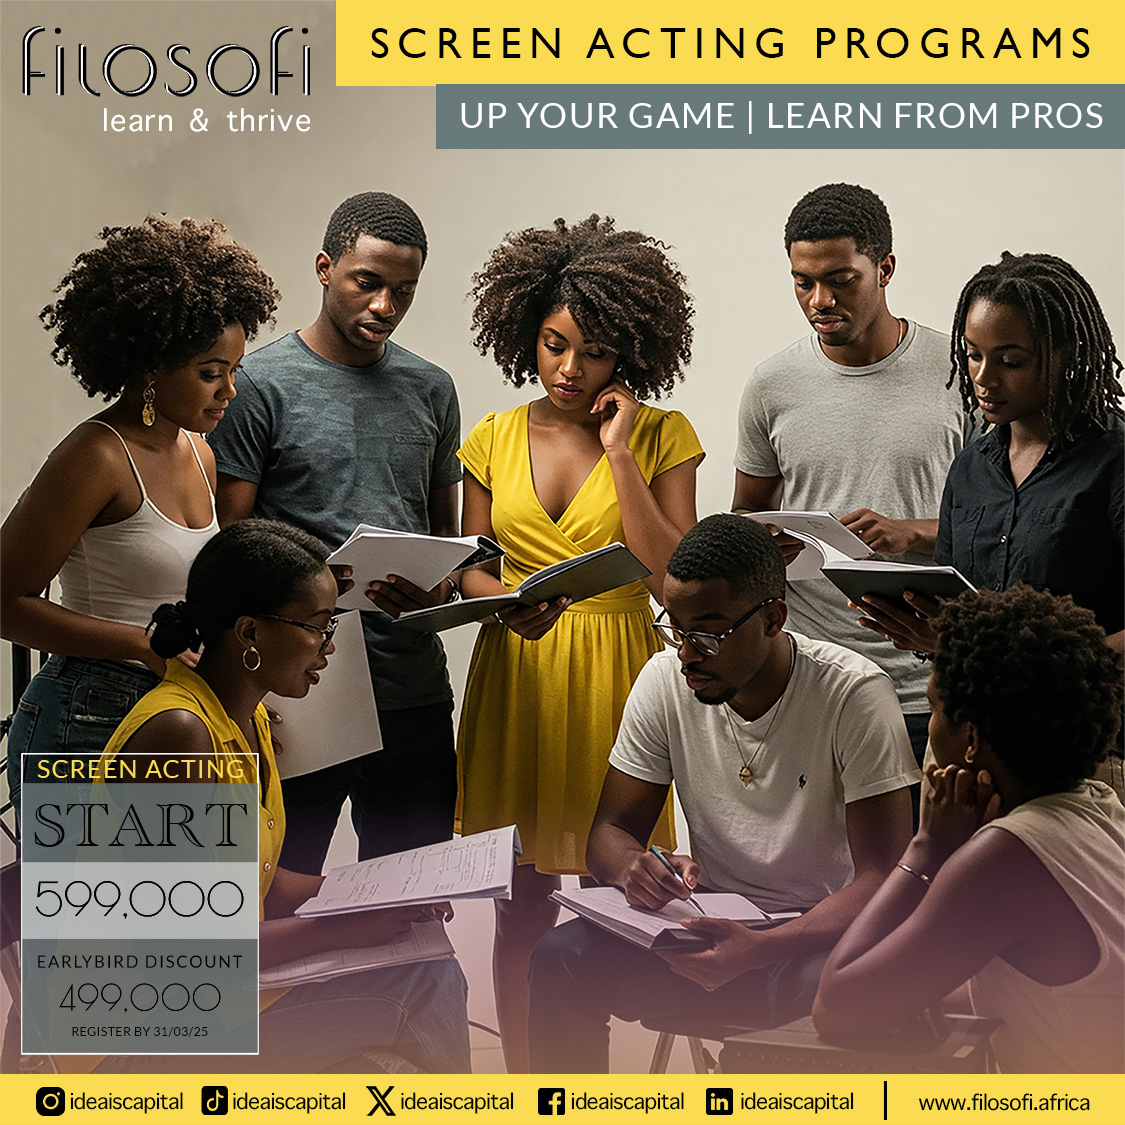 filosofi
learn & thrive
SCREEN ACTING PROGRAMS
UP YOUR GAME | LEARN FROM PROS
SCREEN ACTING
START
599,000
EARLYBIRD DISCOUNT
499,000
REGISTER BY 31/03/25
ideaiscapital ideaiscapital ideaiscapital ideaiscapital ideaiscapital | www.filosofi.africa